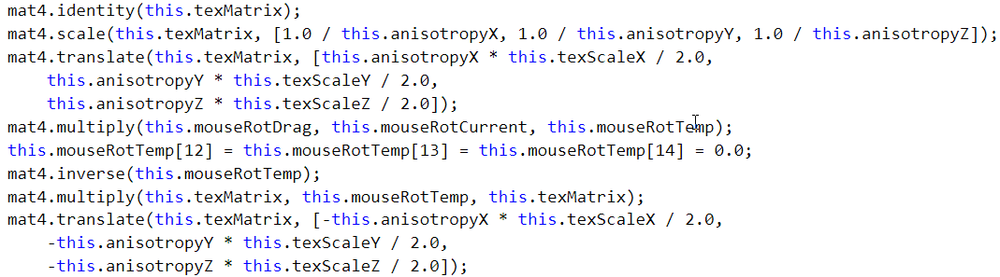 mat4.identity(this.texMatrix);
mat4.scale(this.texMatrix, [1.0 / this.anisotropyX, 1.0 / this.anisotropyY, 1.0 / this.anisotropyZ]);
mat4.translate(this.texMatrix, [this.anisotropyX * this.texScaleX / 2.0,
    this.anisotropyY * this.texScaleY / 2.0,
    this.anisotropyZ * this.texScaleZ / 2.0]);
mat4.multiply(this.mouseRotDrag, this.mouseRotCurrent, this.mouseRotTemp);
this.mouseRotTemp[12] = this.mouseRotTemp[13] = this.mouseRotTemp[14] = 0.0;
mat4.inverse(this.mouseRotTemp);
mat4.multiply(this.texMatrix, this.mouseRotTemp, this.texMatrix);
mat4.translate(this.texMatrix, [-this.anisotropyX * this.texScaleX / 2.0,
    -this.anisotropyY * this.texScaleY / 2.0,
    -this.anisotropyZ * this.texScaleZ / 2.0]);